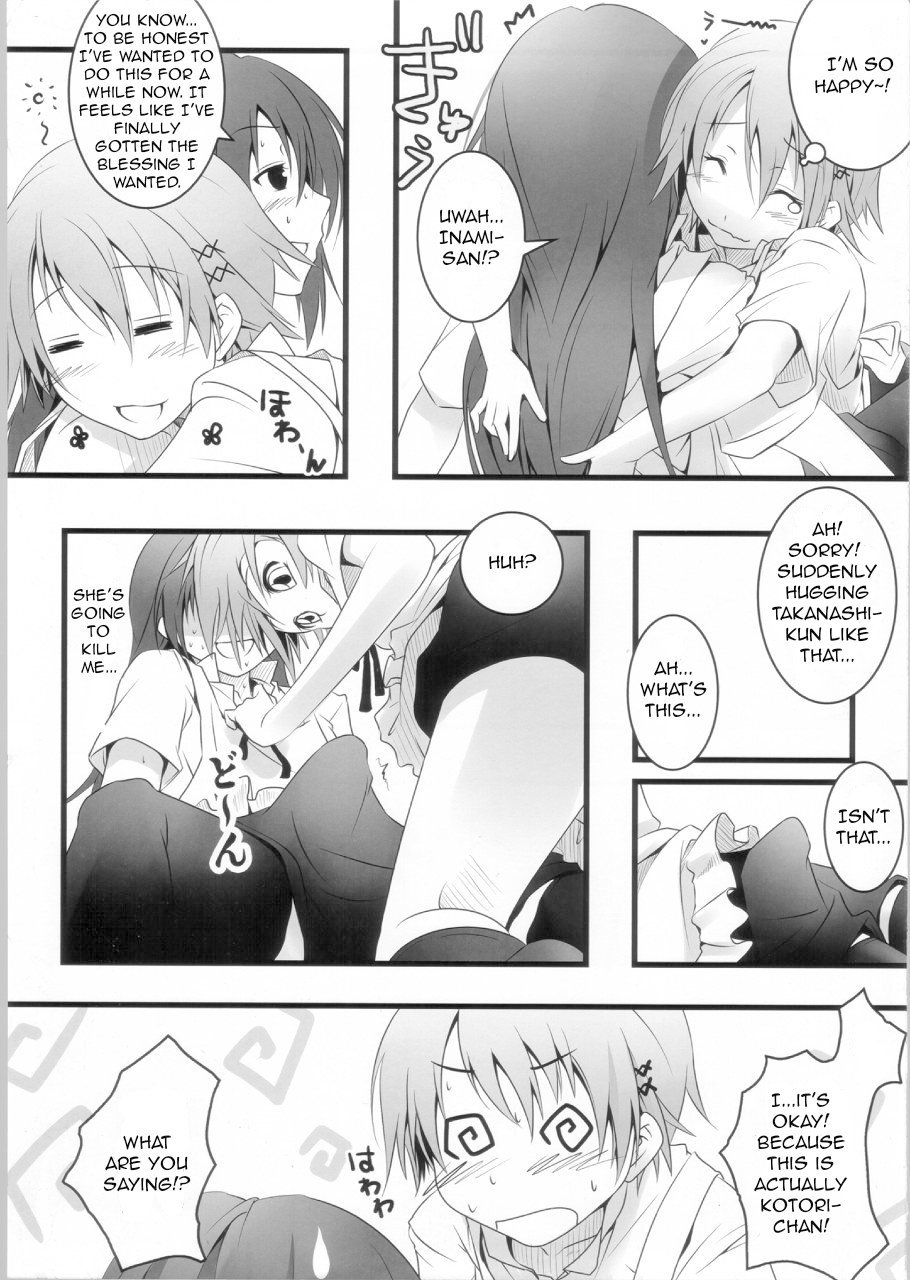 I'M SO
HAPPY~!
ぎゅう
UWAH...
INAMI-
SAN!?
YOU KNOW...
TO BE HONEST
I'VE WANTED TO
DO THIS FOR A
WHILE NOW. IT
FEELS LIKE I'VE
FINALLY
GOTTEN THE
BLESSING I
WANTED.
ほわ、ん
AH!
SORRY!
SUDDENLY
HUGGING
TAKANASHI-
KUN LIKE
THAT...
AH...
WHAT'S
THIS...
ISN'T
THAT...
HUH?
SHE'S
GOING
TO
KILL
ME...
ど〜ん
I...IT'S
OKAY!
BECAUSE
THIS IS
ACTUALLY
KOTORI-
CHAN!
はわわ
WHAT
ARE YOU
SAYING!?